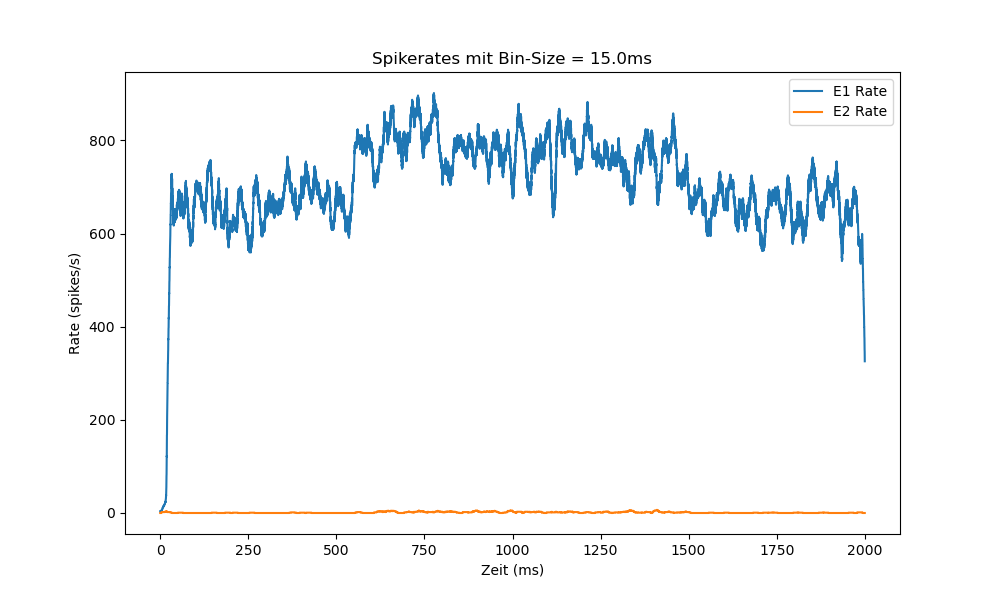 Spikerates mit Bin-Size = 15.0ms
E1 Rate
E2 Rate
Rate (spikes/s)
800
600
400
200
0
0 250 500 750 1000 1250 1500 1750 2000
Zeit (ms)